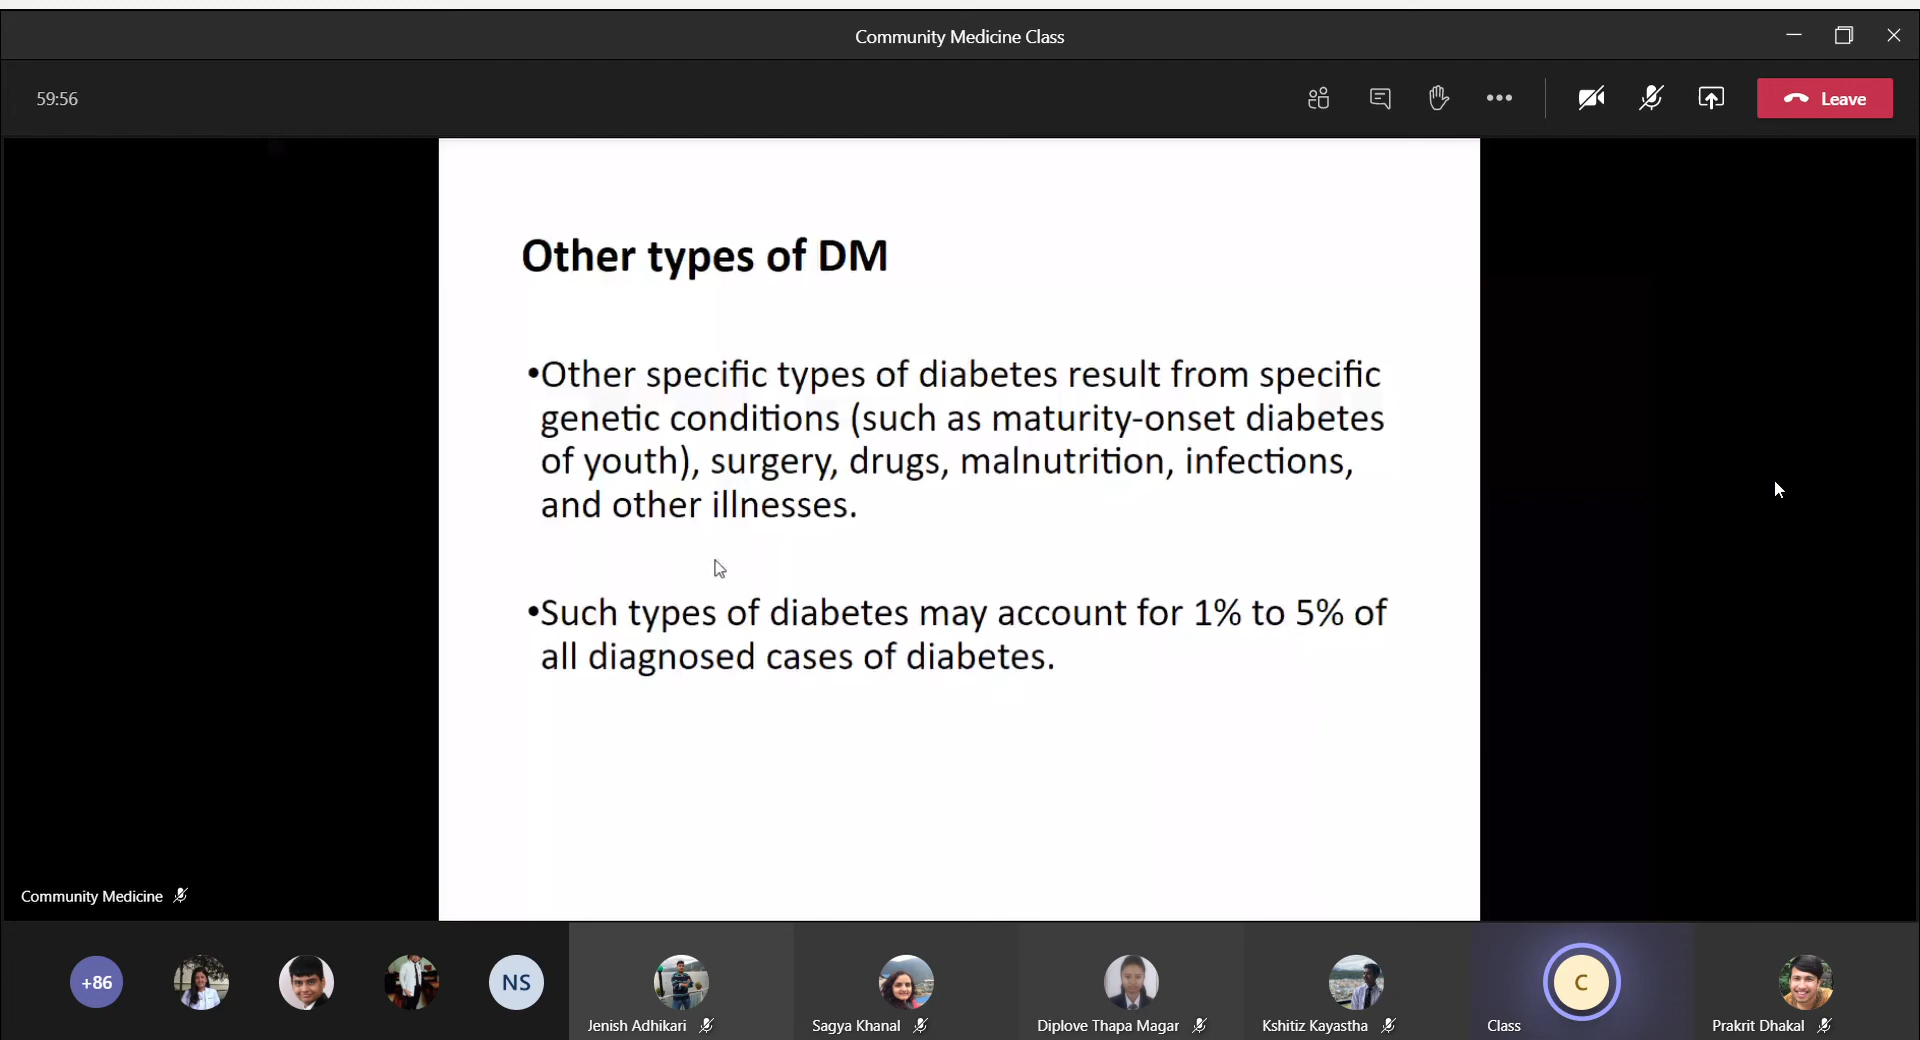 Community Medicine Class
59:56
Leave
Other types of DM
•Other specific types of diabetes result from specific
genetic conditions (such as maturity-onset diabetes
of youth), surgery, drugs, malnutrition, infections,
and other illnesses.
•Such types of diabetes may account for 1% to 5% of
all diagnosed cases of diabetes.
Community Medicine
+86
NS
C
Jenish Adhikari
Sagya Khanal
Diplove Thapa Magar
Kshitiz Kayastha
Class
Prakrit Dhakal